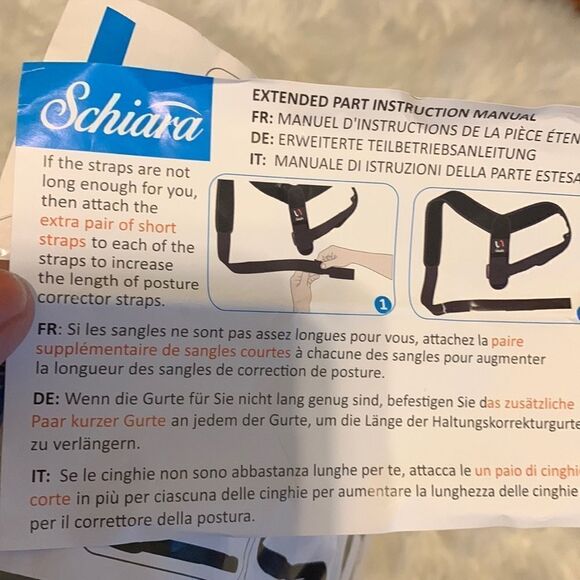 Schiara
EXTENDED PART INSTRUCTION MANUAL
FR: MANUEL D'INSTRUCTIONS DE LA PIÈCE ÉTEN
DE: ERWEITERTE TEILBETRIEBSANLEITUNG
IT: MANUALE DI ISTRUZIONI DELLA PARTE ESTESA
If the straps are not
long enough for you,
then attach the
extra pair of short
straps to each of the
straps to increase
the length of posture
corrector straps.
1
FR: Si les sangles ne sont pas assez longues pour vous, attachez la paire
supplémentaire de sangles courtes à chacune des sangles pour augmenter
la longueur des sangles de correction de posture.
DE: Wenn die Gurte für Sie nicht lang genug sind, befestigen Sie das zusätzliche
Paar kurzer Gurte an jedem der Gurte, um die Länge der Haltungskorrekturgurte
zu verlängern.
IT: Se le cinghie non sono abbastanza lunghe per te, attacca le un paio di cinghie
corte in più per ciascuna delle cinghie per aumentare la lunghezza delle cinghie
per il correttore della postura.